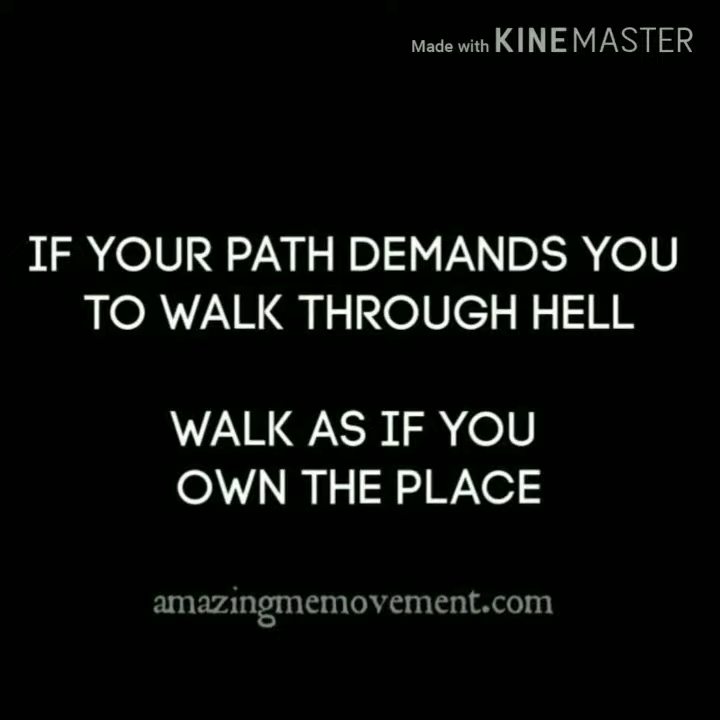 Made with KINEMASTER
IF YOUR PATH DEMANDS YOU
TO WALK THROUGH HELL
WALK AS IF YOU
OWN THE PLACE
amazingmemovement.com